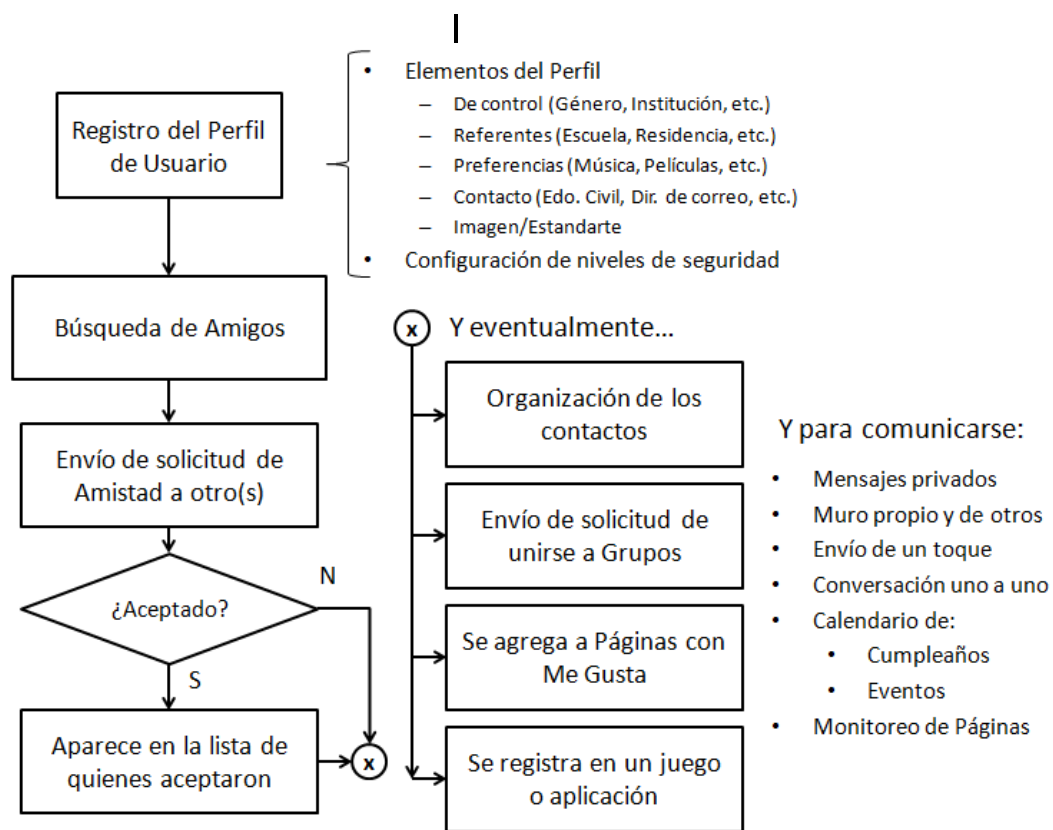 Registro del Perfil
de Usuario
• Elementos del Perfil
– De control (Género, Institución, etc.)
– Referentes (Escuela, Residencia, etc.)
– Preferencias (Música, Películas, etc.)
– Contacto (Edo. Civil, Dir. de correo, etc.)
– Imagen/Estandarte
• Configuración de niveles de seguridad
Búsqueda de Amigos
Envío de solicitud de
Amistad a otro(s)
¿Aceptado?
N
S
Aparece en la lista de
quienes aceptaron
x
x
Y eventualmente...
Organización de los
contactos
Envío de solicitud de
unirse a Grupos
Se agrega a Páginas con
Me Gusta
Se registra en un juego
o aplicación
Y para comunicarse:
• Mensajes privados
• Muro propio y de otros
• Envío de un toque
• Conversación uno a uno
• Calendario de:
• Cumpleaños
• Eventos
• Monitoreo de Páginas